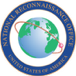 NATIONAL RECONNAISSANCE OFFICE
UNITED STATES OF AMERICA